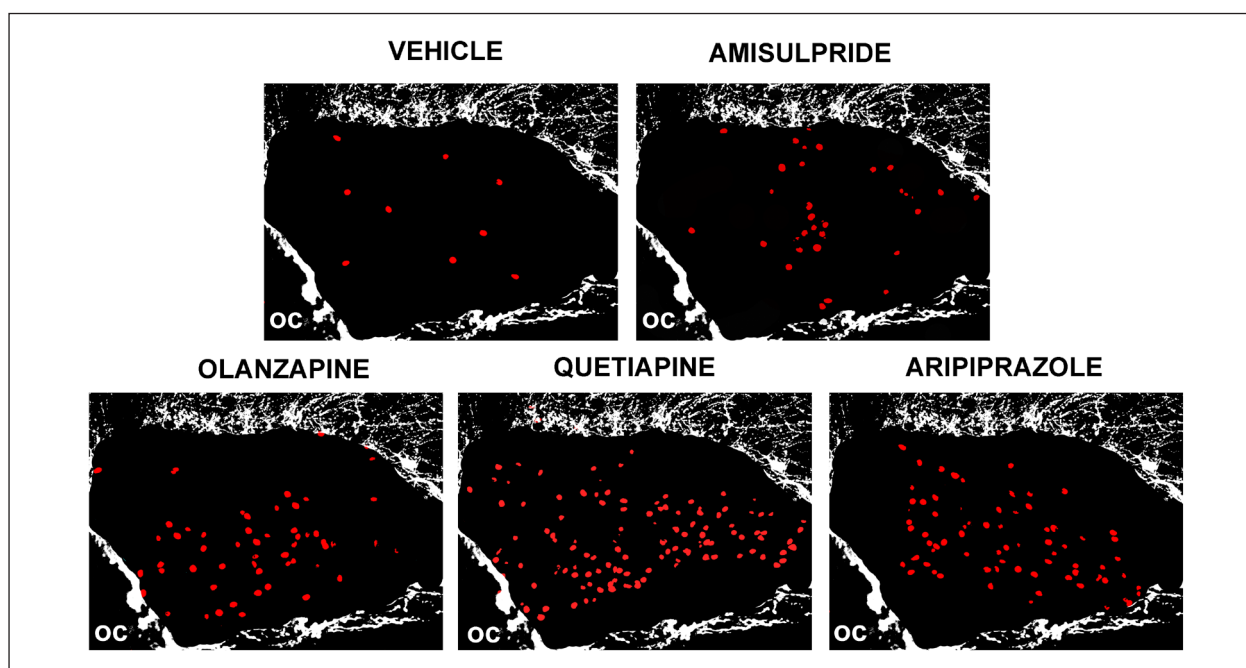 VEHICLE
AMISULPRIDE
OC
OC
OLANZAPINE
QUETIAPINE
ARIPIPRAZOLE
OC
OC
OC